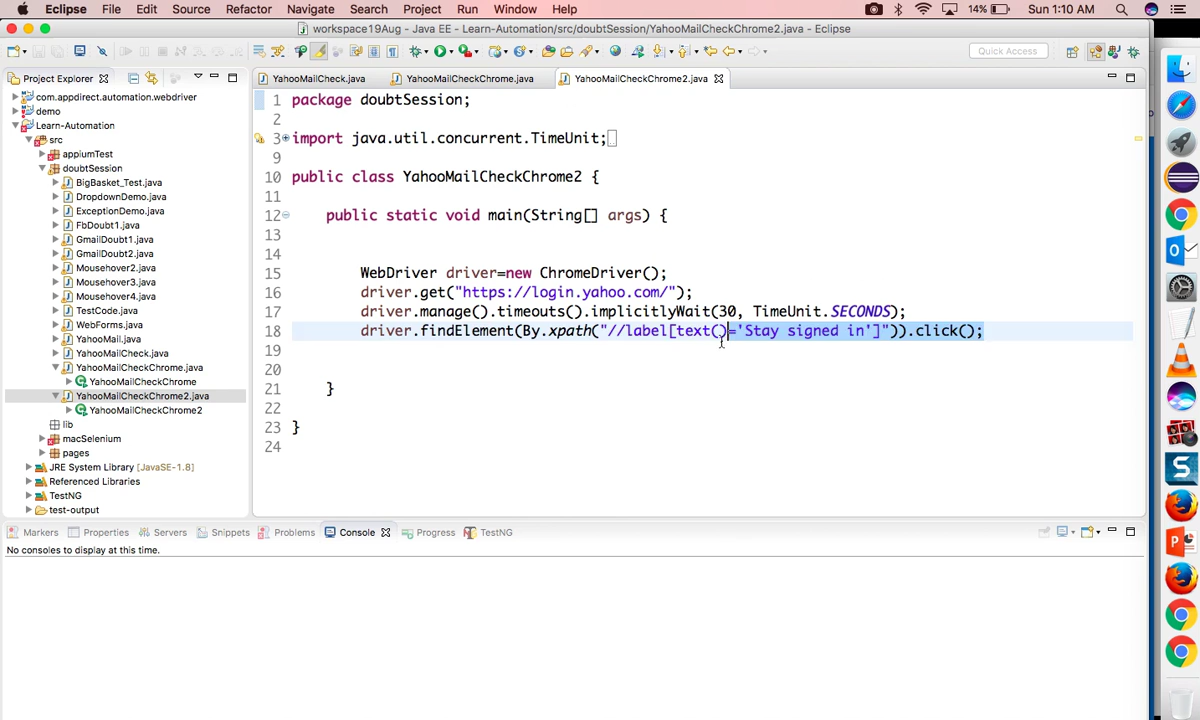 Eclipse File Edit Source Refactor Navigate Search Project Run Window Help 14% Sun 1:10 AM
workspace19Aug - Java EE - Learn-Automation/src/doubtSession/YahooMailCheckChrome2.java - Eclipse
Quick Access
Project Explorer
com.appdirect.automation.webdriver
demo
Learn-Automation
src
appiumTest
doubtSession
BigBasket_Test.java
DropdownDemo.java
ExceptionDemo.java
FbDoubt1.java
GmailDoubt1.java
GmailDoubt2.java
Mousehover2.java
Mousehover3.java
Mousehover4.java
TestCode.java
WebForms.java
YahooMail.java
YahooMailCheck.java
YahooMailCheckChrome.java
YahooMailCheckChrome
YahooMailCheckChrome2.java
YahooMailCheckChrome2
lib
macSelenium
pages
JRE System Library [JavaSE-1.8]
Referenced Libraries
TestNG
test-output
YahooMailCheck.java YahooMailCheckChrome.java YahooMailCheckChrome2.java
1 package doubtSession;
2
3 import java.util.concurrent.TimeUnit;
9
10 public class YahooMailCheckChrome2 {
11
12 public static void main(String[] args) {
13
14
15 WebDriver driver=new ChromeDriver();
16 driver.get("https://login.yahoo.com/");
17 driver.manage().timeouts().implicitlyWait(30, TimeUnit.SECONDS);
18 driver.findElement(By.xpath("//label[text()='Stay signed in']")).click();
19
20
21 }
22
23 }
24
Markers Properties Servers Snippets Problems Console Progress TestNG
No consoles to display at this time.